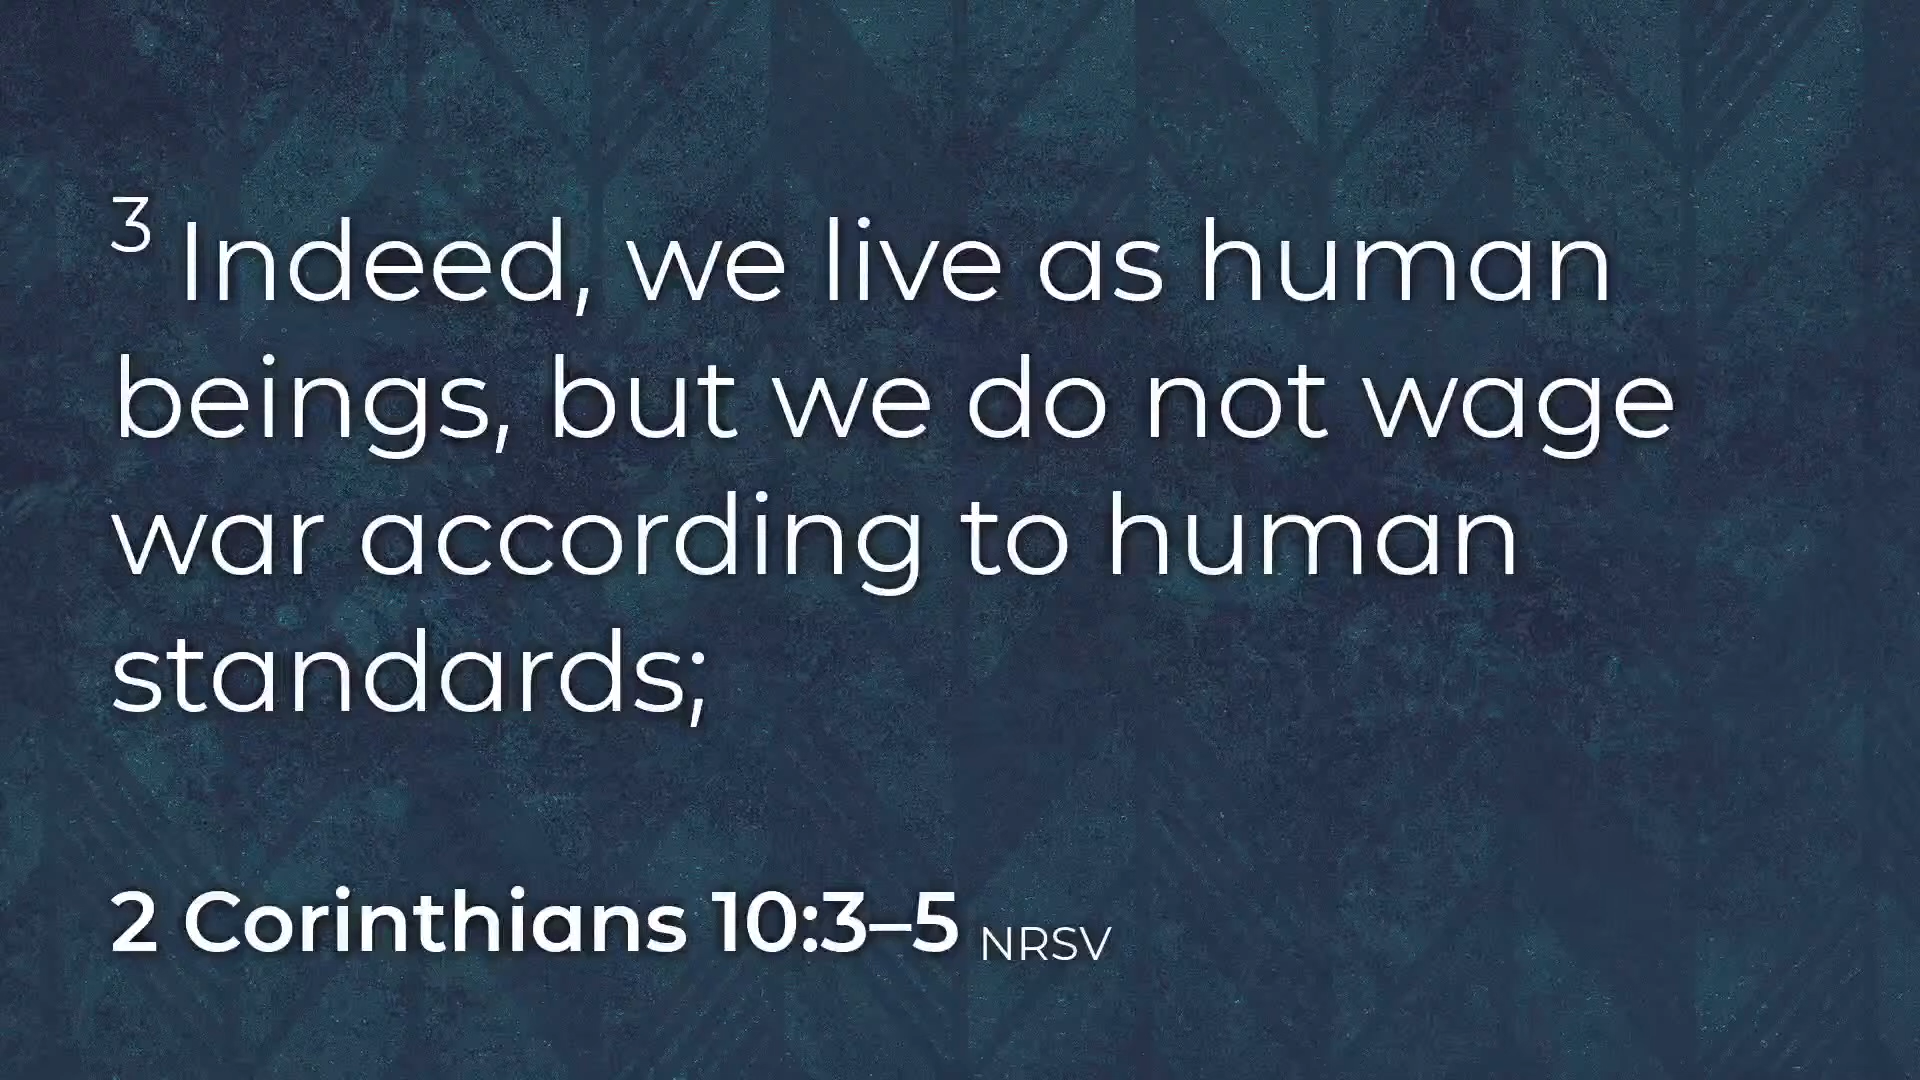 3 Indeed, we live as human
beings, but we do not wage
war according to human
standards;
2 Corinthians 10:3–5 NRSV